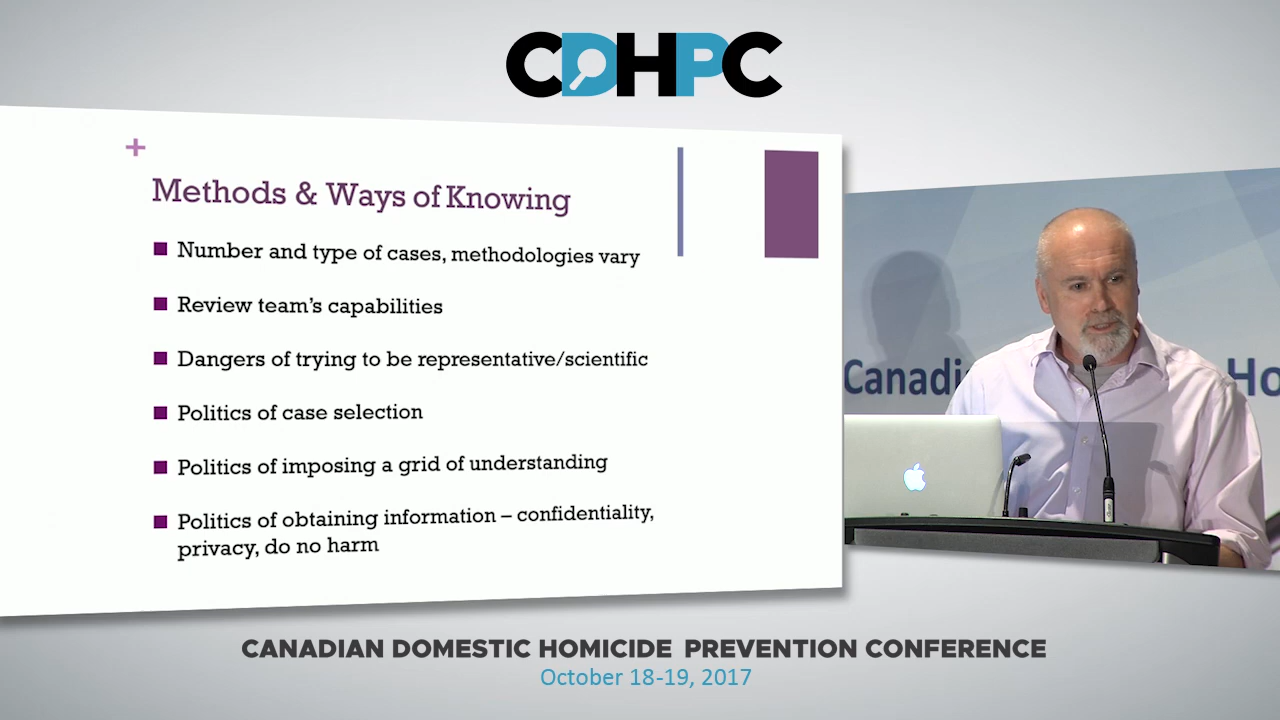 CDHPC
+
Methods & Ways of Knowing
Number and type of cases, methodologies vary
Review team's capabilities
Dangers of trying to be representative/scientific
Politics of case selection
Politics of imposing a grid of understanding
Politics of obtaining information – confidentiality,
privacy, do no harm
Canadi Ho
CANADIAN DOMESTIC HOMICIDE PREVENTION CONFERENCE
October 18-19, 2017